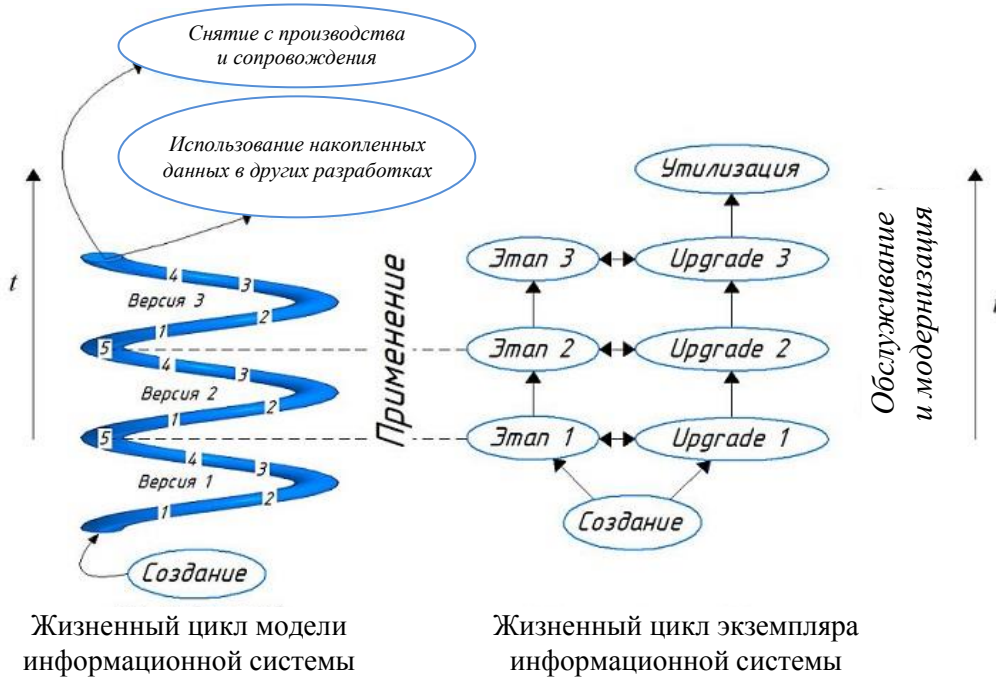 Снятие с производства
и сопровождения
Использование накопленных
данных в других разработках
t
4
3
Версия 3
2
1
5
4
3
Версия 2
2
1
5
4
3
Версия 1
2
1
Создание
Жизненный цикл модели
информационной системы
Применение
Утилизация
Этап 3
Upgrade 3
Этап 2
Upgrade 2
Этап 1
Upgrade 1
Создание
Обслуживание
и модернизация
Жизненный цикл экземпляра
информационной системы